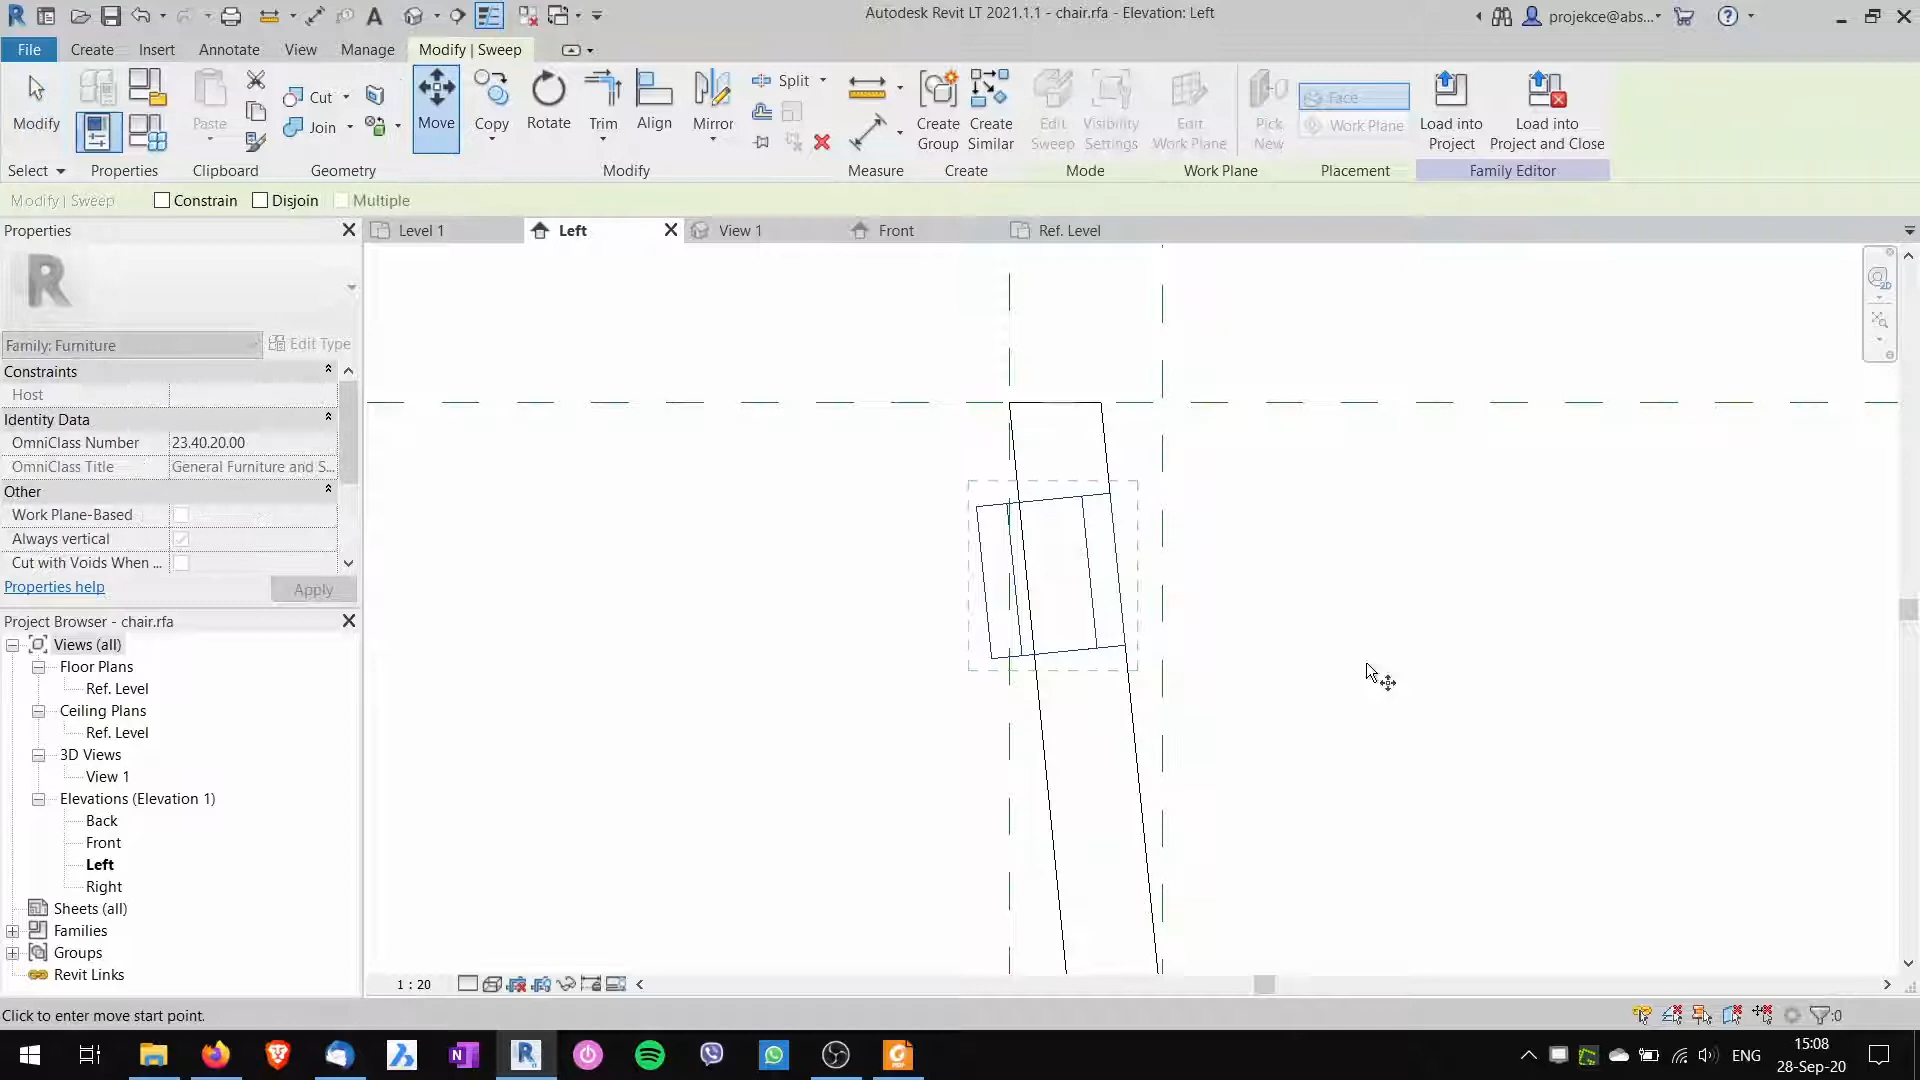 Autodesk Revit LT 2021.1.1 - chair.rfa - Elevation: Left
projekce@abs...
File Create Insert Annotate View Manage Modify | Sweep
Modify Paste Cut Join Move Copy Rotate Trim Align Mirror Split
Create Group Create Similar Edit Sweep Visibility Settings Edit Work Plane Pick New Face Work Plane Load into Project Load into Project and Close
Select Properties Clipboard Geometry Modify Measure Create Mode Work Plane Placement Family Editor
Modify | Sweep Constrain Disjoin Multiple
Properties
Level 1 Left View 1 Front Ref. Level
Family: Furniture Edit Type
Constraints
Host
Identity Data
OmniClass Number 23.40.20.00
OmniClass Title General Furniture and S...
Other
Work Plane-Based
Always vertical
Cut with Voids When ...
Properties help Apply
Project Browser - chair.rfa
Views (all)
Floor Plans
Ref. Level
Ceiling Plans
Ref. Level
3D Views
View 1
Elevations (Elevation 1)
Back
Front
Left
Right
Sheets (all)
Families
Groups
Revit Links
1 : 20
Click to enter move start point.
:0
ENG
15:08
28-Sep-20